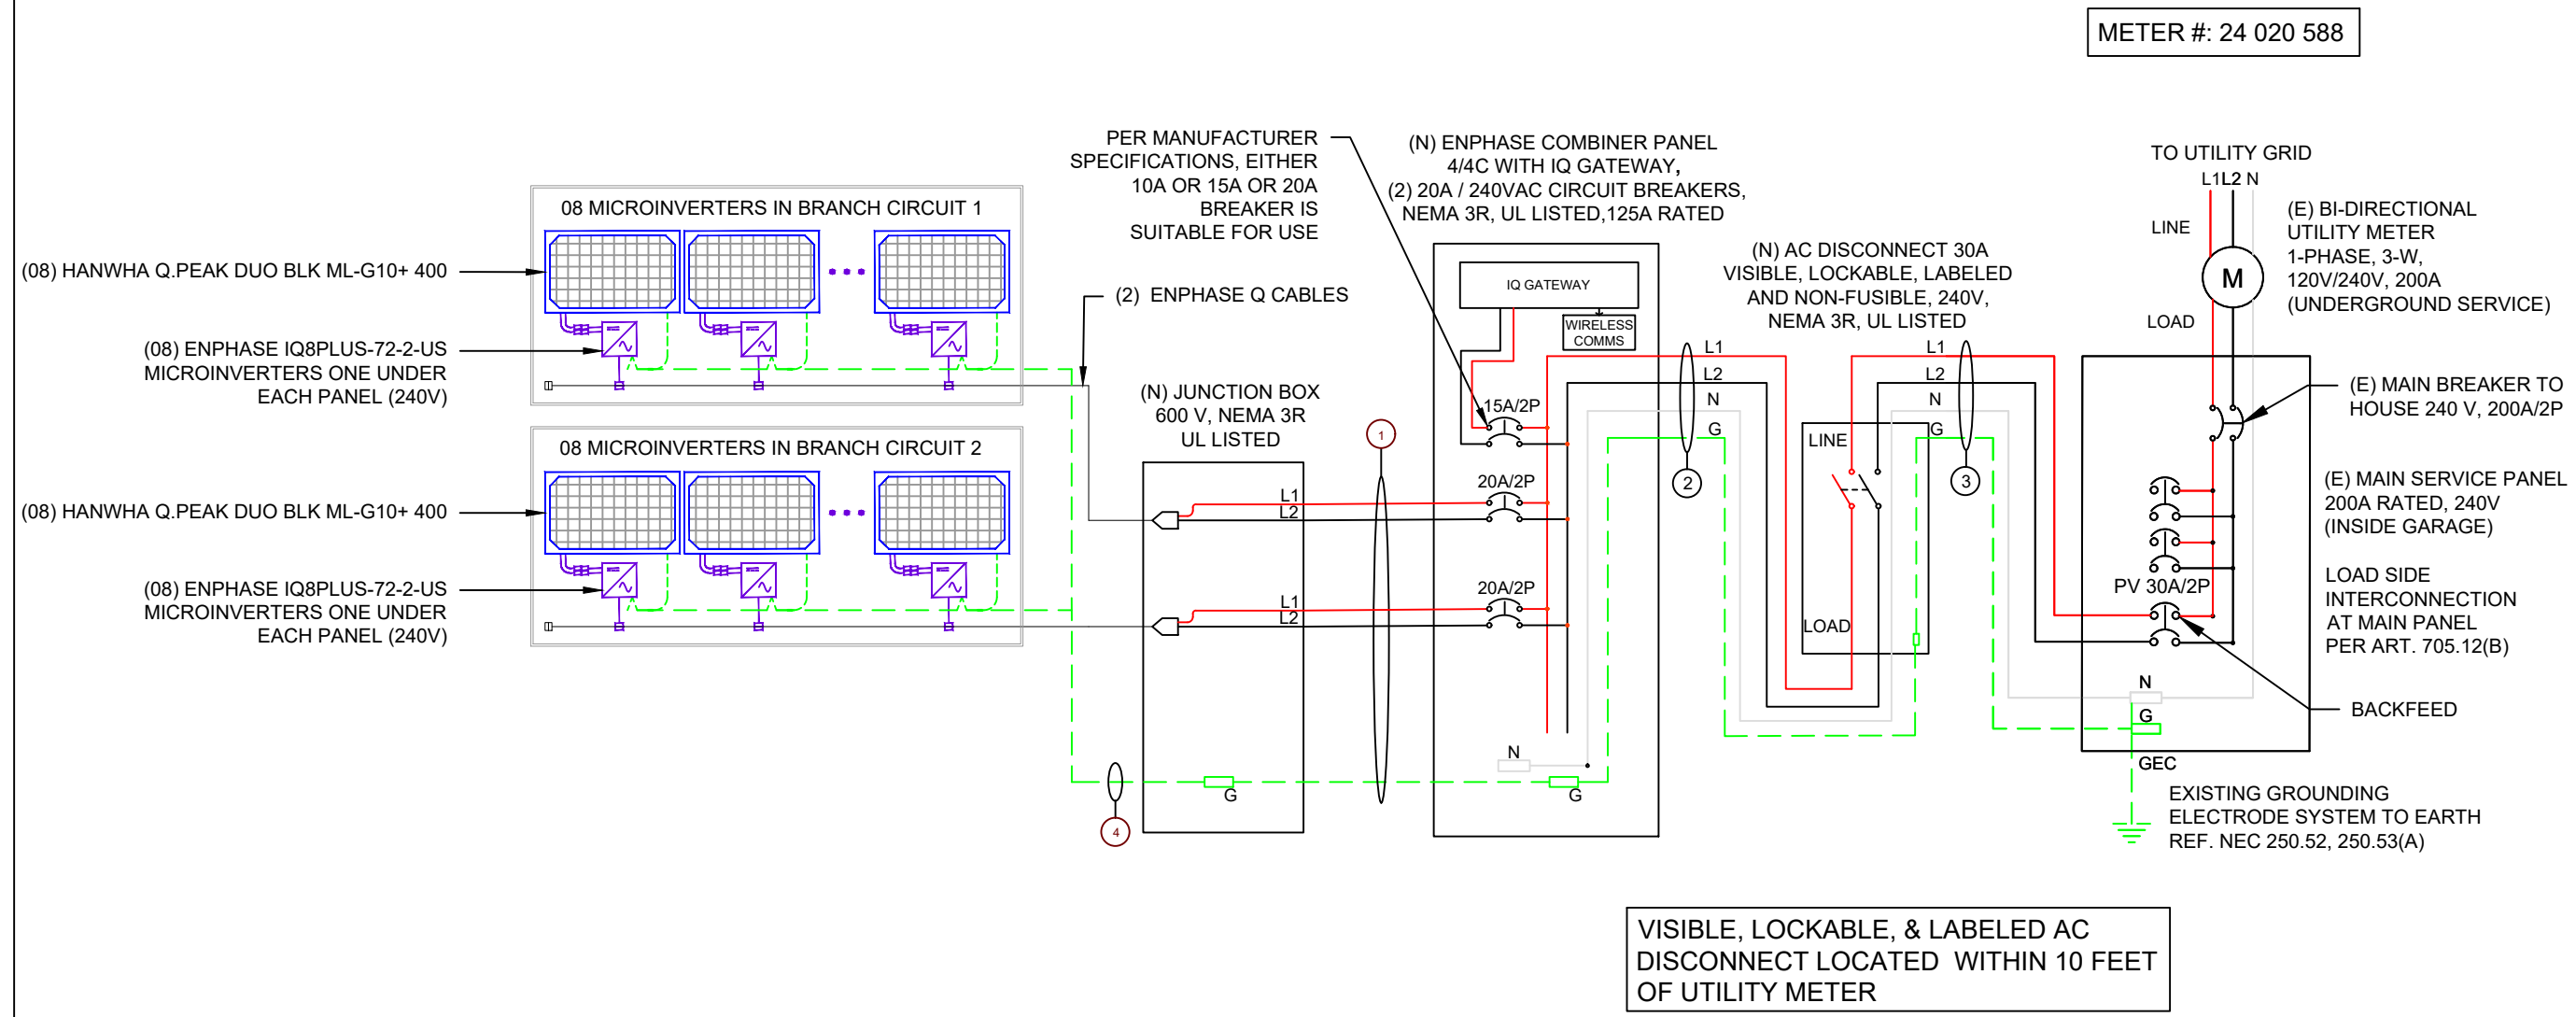 METER #: 24 020 588
(08) HANWHA Q.PEAK DUO BLK ML-G10+ 400
(08) ENPHASE IQ8PLUS-72-2-US
MICROINVERTERS ONE UNDER
EACH PANEL (240V)
(08) HANWHA Q.PEAK DUO BLK ML-G10+ 400
(08) ENPHASE IQ8PLUS-72-2-US
MICROINVERTERS ONE UNDER
EACH PANEL (240V)
08 MICROINVERTERS IN BRANCH CIRCUIT 1
08 MICROINVERTERS IN BRANCH CIRCUIT 2
PER MANUFACTURER
SPECIFICATIONS, EITHER
10A OR 15A OR 20A
BREAKER IS
SUITABLE FOR USE
(2) ENPHASE Q CABLES
(N) JUNCTION BOX
600 V, NEMA 3R
UL LISTED
L1
L2
L1
L2
G
4
1
(N) ENPHASE COMBINER PANEL
4/4C WITH IQ GATEWAY,
(2) 20A / 240VAC CIRCUIT BREAKERS,
NEMA 3R, UL LISTED,125A RATED
IQ GATEWAY
WIRELESS
COMMS
15A/2P
20A/2P
20A/2P
N
G
L1
L2
N
G
2
(N) AC DISCONNECT 30A
VISIBLE, LOCKABLE, LABELED
AND NON-FUSIBLE, 240V,
NEMA 3R, UL LISTED
LINE
LOAD
L1
L2
N
G
3
TO UTILITY GRID
L1L2 N
LINE
M
LOAD
(E) BI-DIRECTIONAL
UTILITY METER
1-PHASE, 3-W,
120V/240V, 200A
(UNDERGROUND SERVICE)
(E) MAIN BREAKER TO
HOUSE 240 V, 200A/2P
(E) MAIN SERVICE PANEL
200A RATED, 240V
(INSIDE GARAGE)
PV 30A/2P
LOAD SIDE
INTERCONNECTION
AT MAIN PANEL
PER ART. 705.12(B)
BACKFEED
N
G
GEC
EXISTING GROUNDING
ELECTRODE SYSTEM TO EARTH
REF. NEC 250.52, 250.53(A)
VISIBLE, LOCKABLE, & LABELED AC
DISCONNECT LOCATED WITHIN 10 FEET
OF UTILITY METER